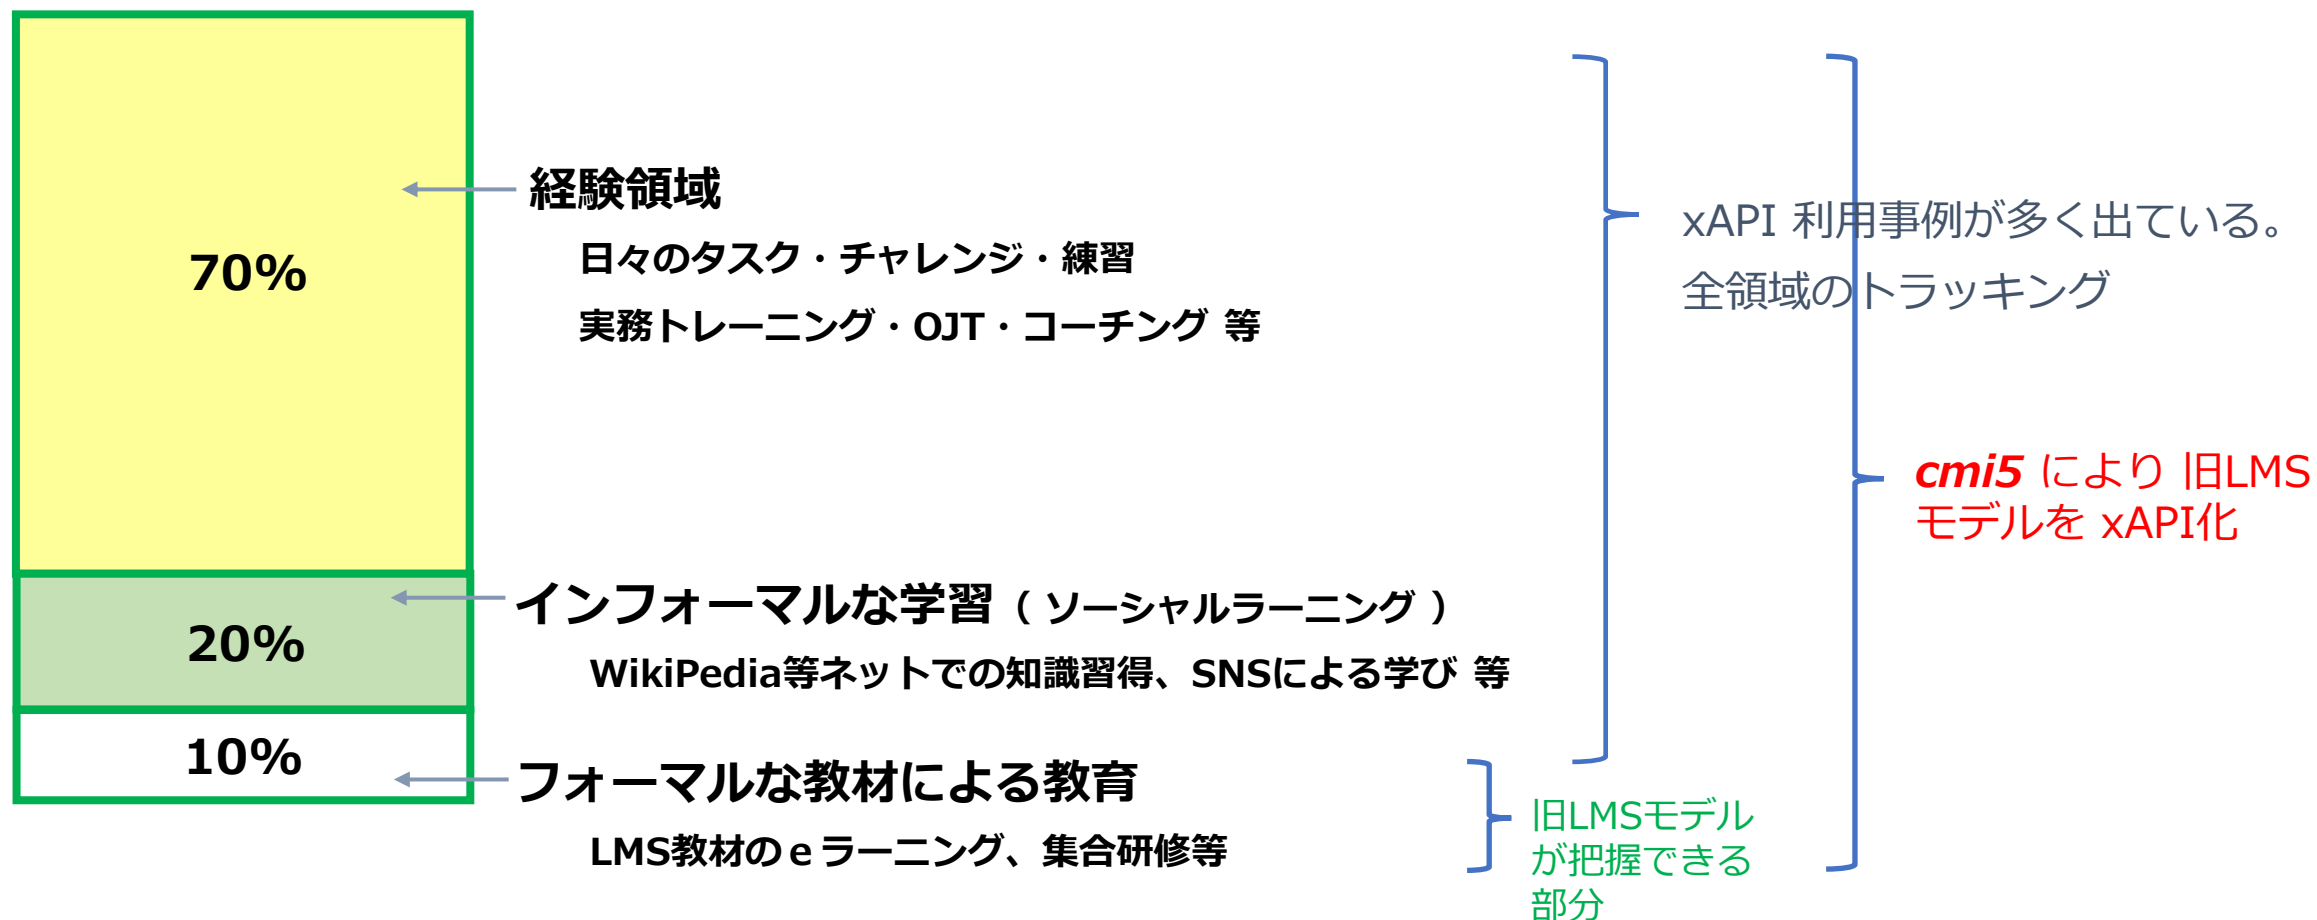 70%
経験領域
日々のタスク・チャレンジ・練習
実務トレーニング・OJT・コーチング 等
20%
インフォーマルな学習（ ソーシャルラーニング ）
WikiPedia等ネットでの知識習得、SNSによる学び 等
10%
フォーマルな教材による教育
LMS教材のｅラーニング、集合研修等
xAPI 利用事例が多く出ている。
全領域のトラッキング
cmi5 により 旧LMS
モデルを xAPI化
旧LMSモデル
が把握できる
部分